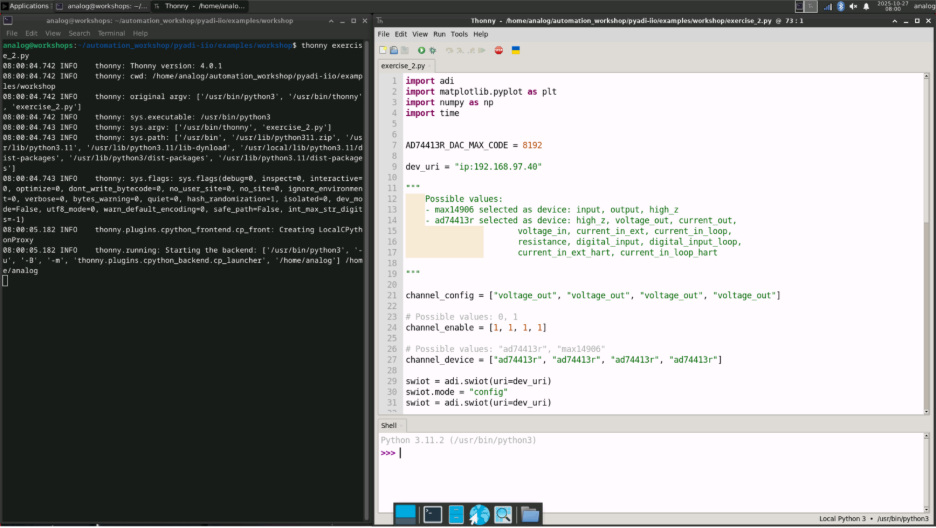 Applications
analog@workshops: ~/...
Thonny - /home/analo...
2025-10-27
08:00
analog@workshops: ~/automation_workshop/pyadi-iio/examples/workshop
File Edit View Search Terminal Help
analog@workshops:~/automation_workshop/pyadi-iio/examples/workshop$ thonny exercis
e_2.py
08:00:04.742 INFO    thonny: Thonny version: 4.0.1
08:00:04.742 INFO    thonny: cwd: /home/analog/automation_workshop/pyadi-iio/examp
les/workshop
08:00:04.742 INFO    thonny: original argv: ['/usr/bin/python3', '/usr/bin/thonny'
, 'exercise_2.py']
08:00:04.742 INFO    thonny: sys.executable: /usr/bin/python3
08:00:04.743 INFO    thonny: sys.argv: ['/usr/bin/thonny', 'exercise_2.py']
08:00:04.743 INFO    thonny: sys.path: ['/usr/bin', '/usr/lib/python311.zip', '/us
r/lib/python3.11', '/usr/lib/python3.11/lib-dynload', '/usr/local/lib/python3.11/d
ist-packages', '/usr/lib/python3/dist-packages', '/usr/lib/python3.11/dist-package
s']
08:00:04.743 INFO    thonny: sys.flags: sys.flags(debug=0, inspect=0, interactive=
0, optimize=0, dont_write_bytecode=0, no_user_site=0, no_site=0, ignore_environmen
t=0, verbose=0, bytes_warning=0, quiet=0, hash_randomization=1, isolated=0, dev_mo
de=False, utf8_mode=0, warn_default_encoding=0, safe_path=False, int_max_str_digit
s=-1)
08:00:05.182 INFO    thonny.plugins.cpython_frontend.cp_front: Creating LocalCPyth
onProxy
08:00:05.182 INFO    thonny.running: Starting the backend: ['/usr/bin/python3', '-
u', '-B', '-m', 'thonny.plugins.cpython_backend.cp_launcher', '/home/analog'] /hom
e/analog
Thonny - /home/analog/automation_workshop/pyadi-iio/examples/workshop/exercise_2.py @ 73 : 1
File Edit View Run Tools Help
exercise_2.py
1 import adi
2 import matplotlib.pyplot as plt
3 import numpy as np
4 import time
5
6
7 AD74413R_DAC_MAX_CODE = 8192
8
9 dev_uri = "ip:192.168.97.40"
10
11 """
12 Possible values:
13 - max14906 selected as device: input, output, high_z
14 - ad74413r selected as device: high_z, voltage_out, current_out,
15 voltage_in, current_in_ext, current_in_loop,
16 resistance, digital_input, digital_input_loop,
17 current_in_ext_hart, current_in_loop_hart
18
19 """
20
21 channel_config = ["voltage_out", "voltage_out", "voltage_out", "voltage_out"]
22
23 # Possible values: 0, 1
24 channel_enable = [1, 1, 1, 1]
25
26 # Possible values: "ad74413r", "max14906"
27 channel_device = ["ad74413r", "ad74413r", "ad74413r", "ad74413r"]
28
29 swiot = adi.swiot(uri=dev_uri)
30 swiot.mode = "config"
31 swiot = adi.swiot(uri=dev_uri)
Shell
Python 3.11.2 (/usr/bin/python3)
>>>
Local Python 3 • /usr/bin/python3